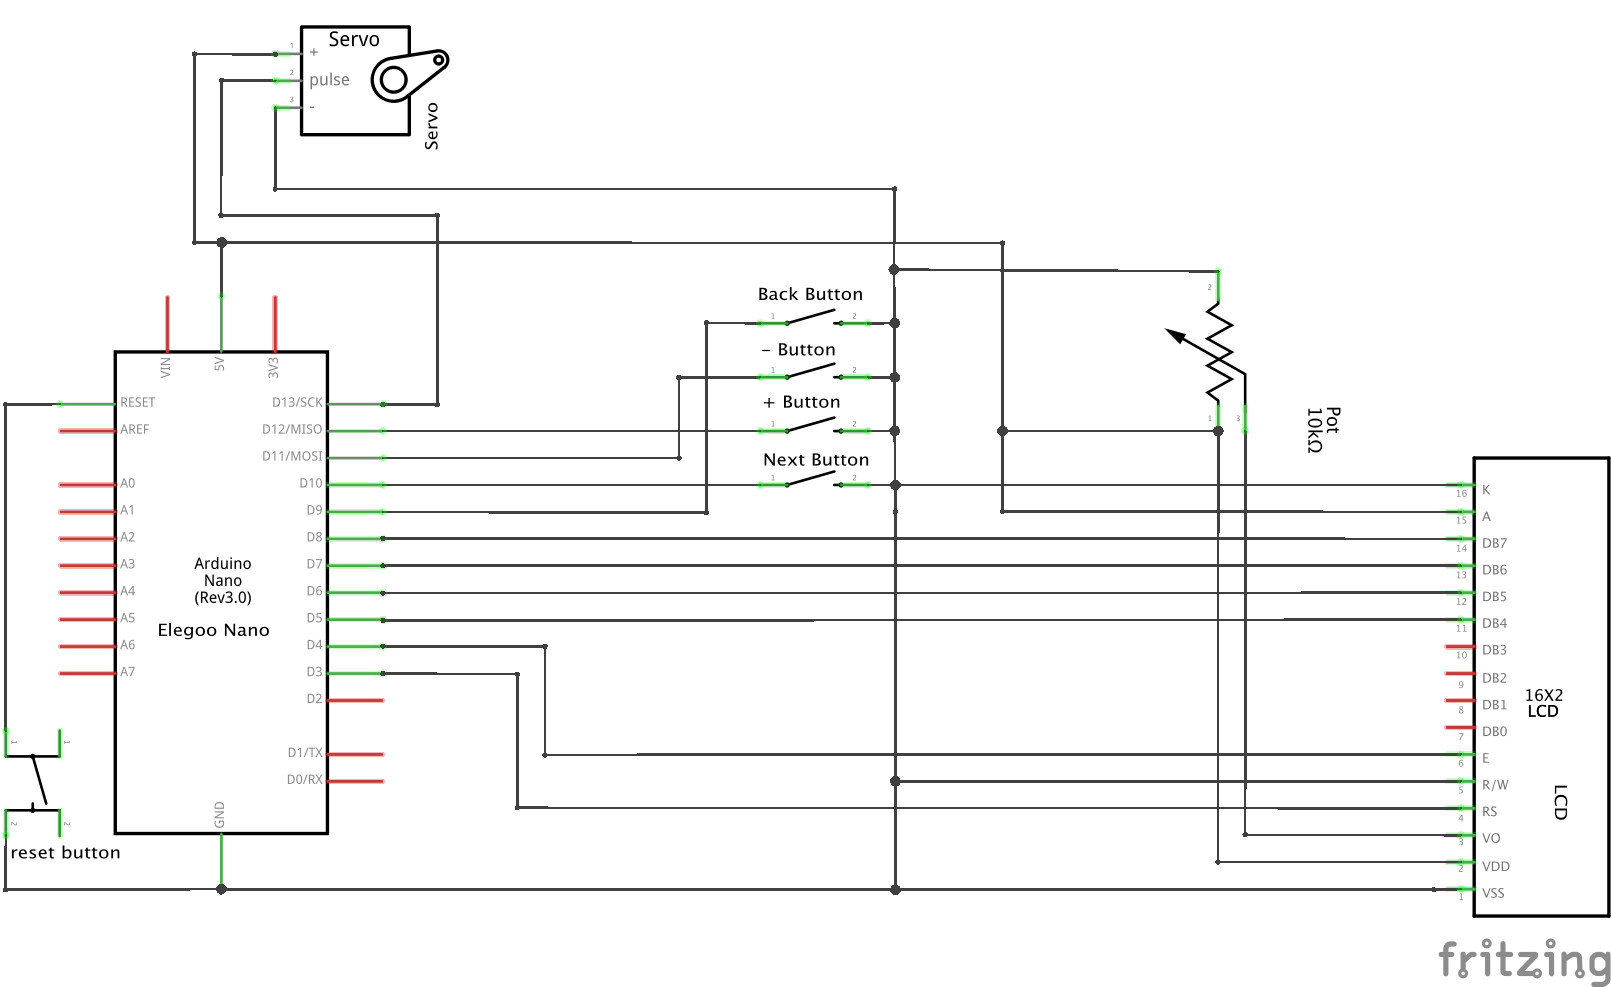 Servo
1
+
2
pulse
3
-
Servo
VIN
5V
3V3
RESET
AREF
A0
A1
A2
A3
A4
A5
A6
A7
D13/SCK
D12/MISO
D11/MOSI
D10
D9
D8
D7
D6
D5
D4
D3
D2
D1/TX
D0/RX
GND
Arduino
Nano
(Rev3.0)
Elegoo Nano
1
1
2
2
reset button
Back Button
1
2
– Button
1
2
+ Button
1
2
Next Button
1
2
2
1
3
Pot
10kΩ
16
K
15
A
14
DB7
13
DB6
12
DB5
11
DB4
10
DB3
9
DB2
8
DB1
7
DB0
6
E
5
R/W
4
RS
3
VO
2
VDD
1
VSS
16X2
LCD
LCD
fritzing